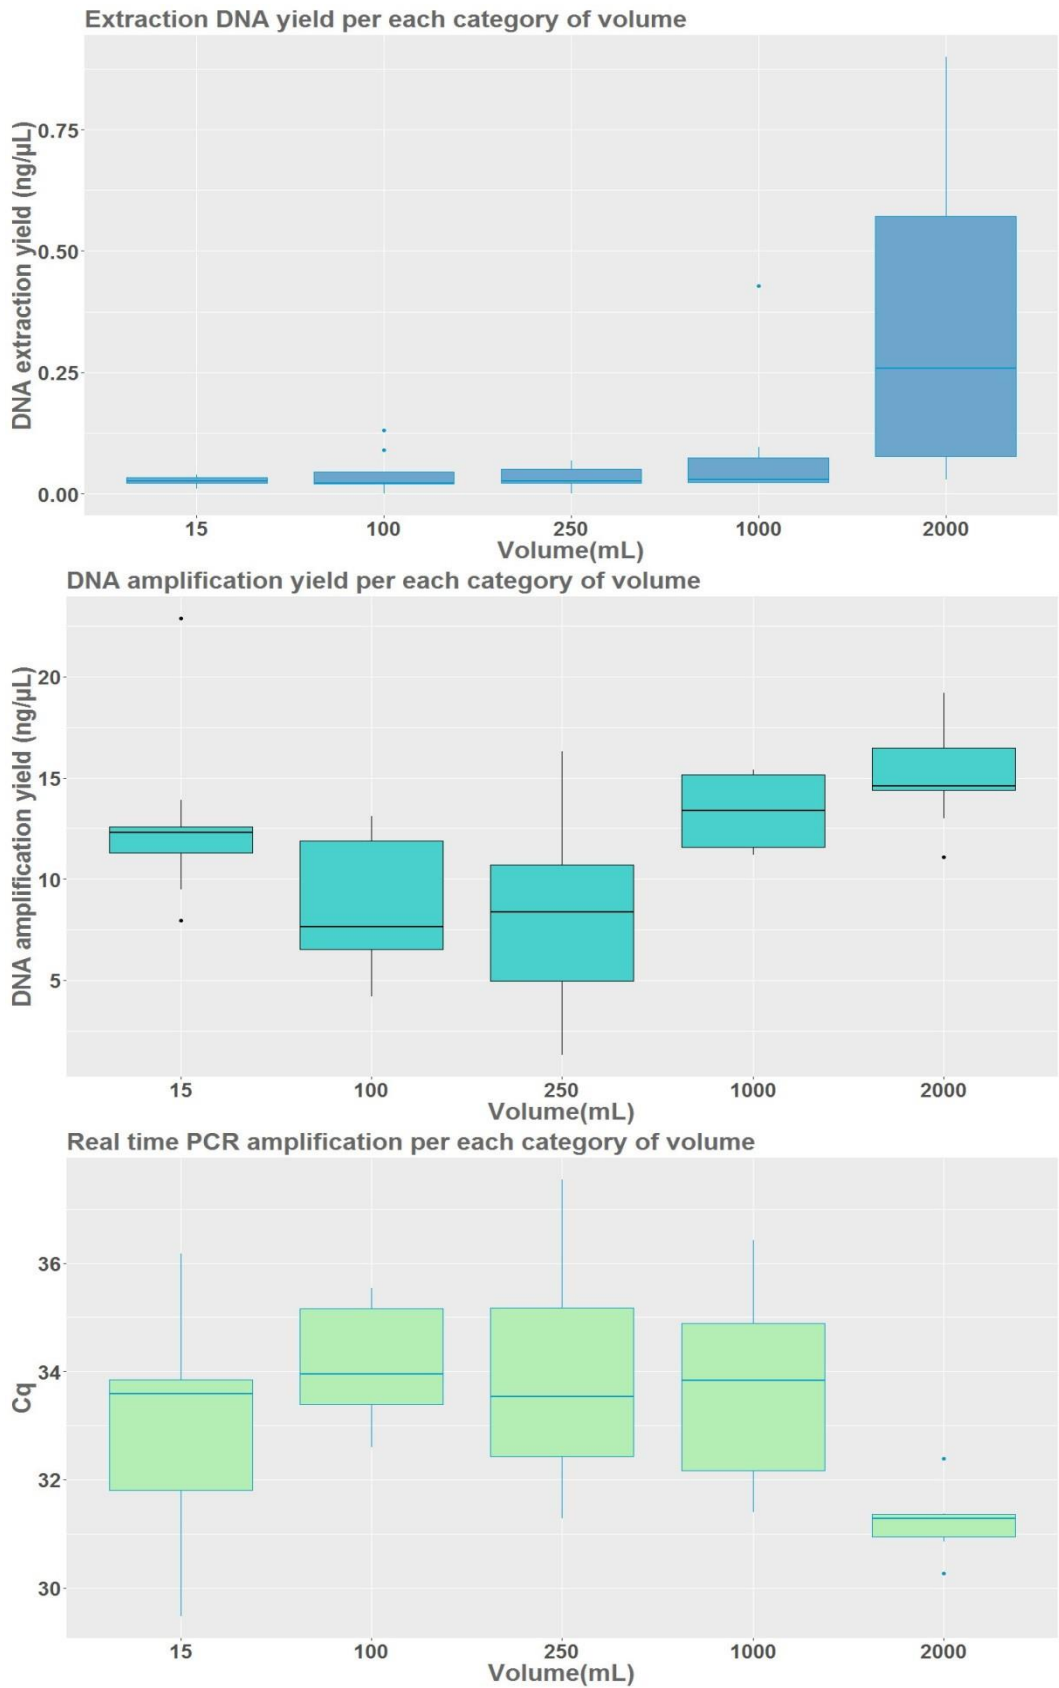 Extraction DNA yield per each category of volume
DNA extraction yield (ng/µL)
0.75
0.50
0.25
0.00
15 100 250 1000 2000
Volume(mL)
DNA amplification yield per each category of volume
DNA amplification yield (ng/µL)
20
15
10
5
15 100 250 1000 2000
Volume(mL)
Real time PCR amplification per each category of volume
Cq
36
34
32
30
15 100 250 1000 2000
Volume(mL)